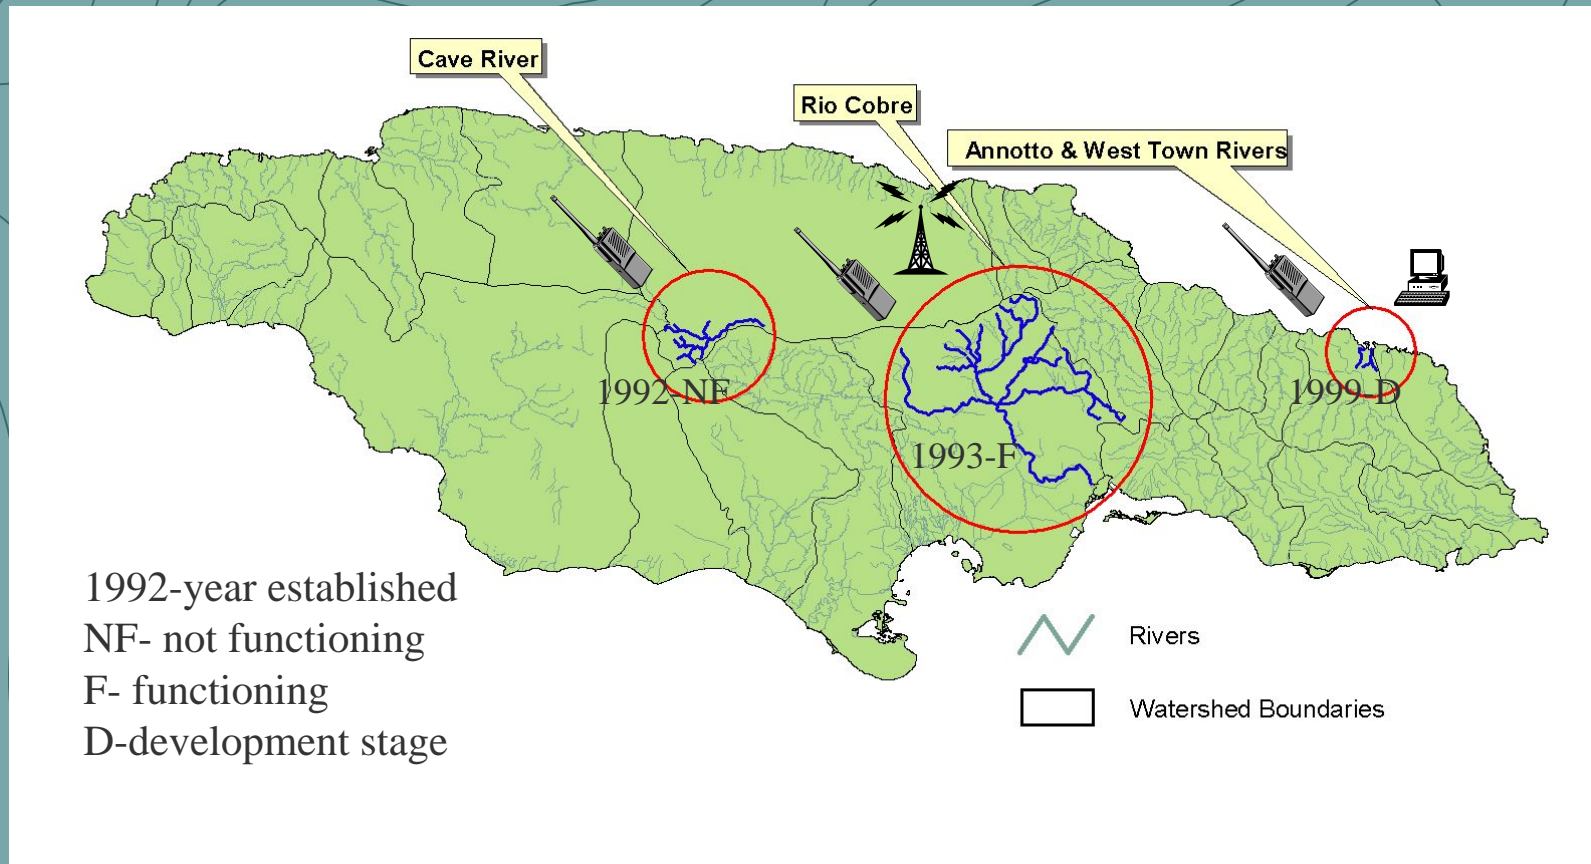 Cave River
Rio Cobre
Annotto & West Town Rivers
1992-NF
1999-D
1993-F
1992-year established
NF- not functioning
F- functioning
D-development stage
Rivers
Watershed Boundaries